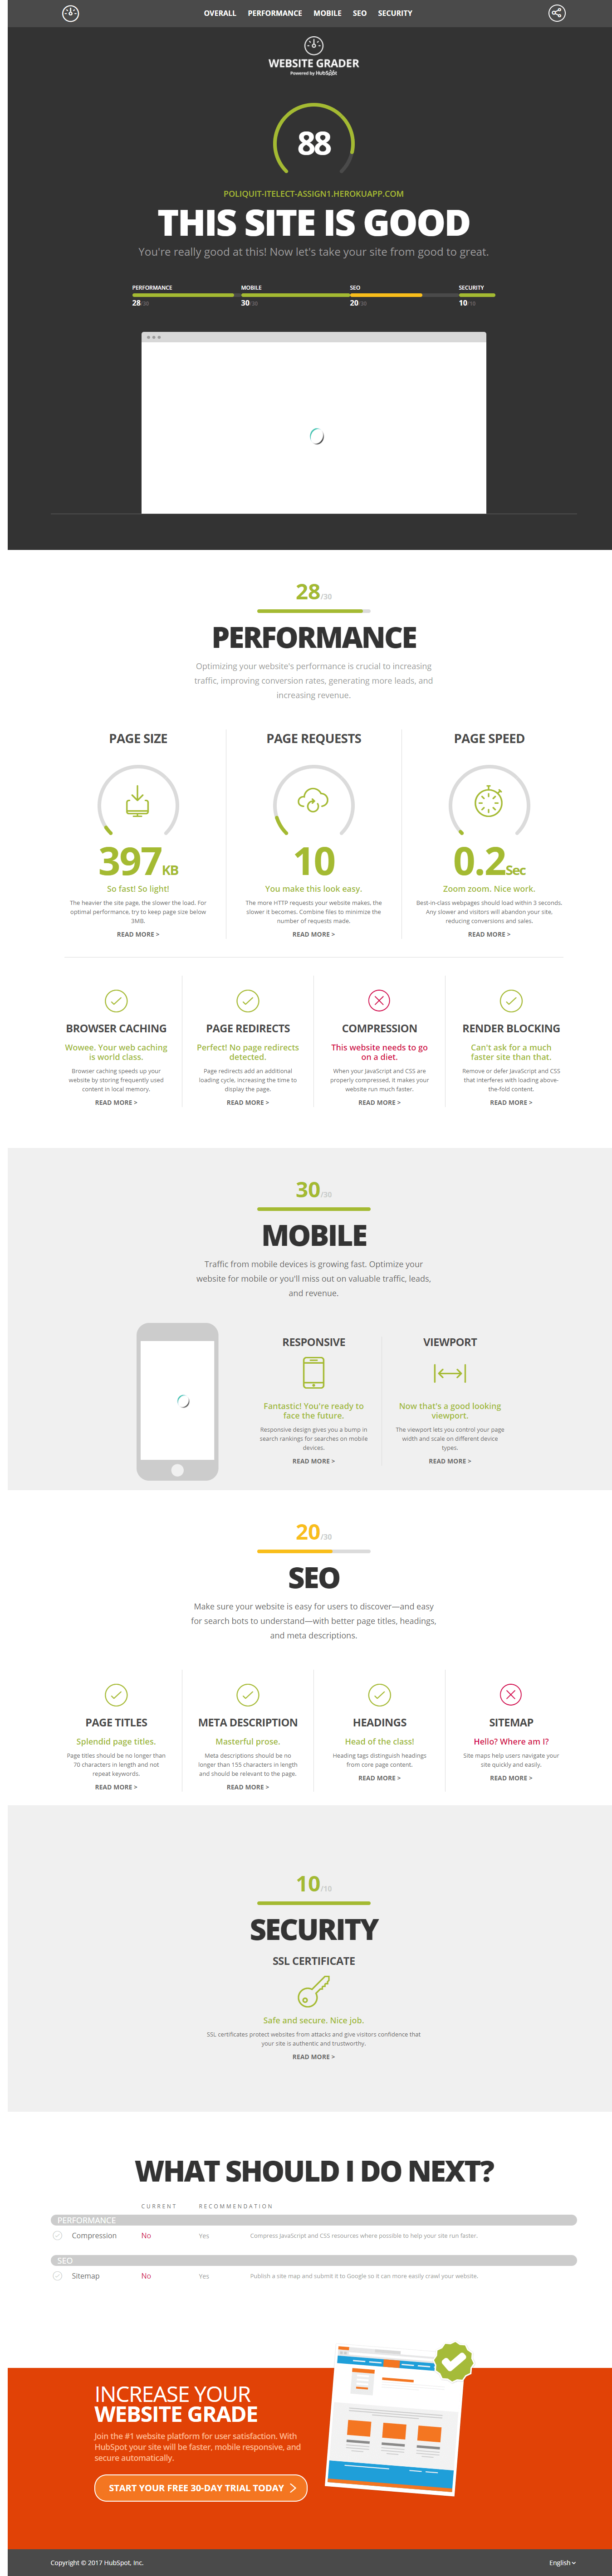 OVERALL PERFORMANCE MOBILE SEO SECURITY
WEBSITE GRADER
Powered by HubSpot
88
POLIQUIT-ITELECT-ASSIGN1.HEROKUAPP.COM
THIS SITE IS GOOD
You're really good at this! Now let's take your site from good to great.
PERFORMANCE MOBILE SEO SECURITY
28/30 30/30 20/30 10/10
28/30
PERFORMANCE
Optimizing your website's performance is crucial to increasing
traffic, improving conversion rates, generating more leads, and
increasing revenue.
PAGE SIZE
397KB
So fast! So light!
The heavier the site page, the slower the load. For
optimal performance, try to keep page size below
3MB.
READ MORE >
PAGE REQUESTS
10
You make this look easy.
The more HTTP requests your website makes, the
slower it becomes. Combine files to minimize the
number of requests made.
READ MORE >
PAGE SPEED
0.2Sec
Zoom zoom. Nice work.
Best-in-class webpages should load within 3 seconds.
Any slower and visitors will abandon your site,
reducing conversions and sales.
READ MORE >
BROWSER CACHING
Wowee. Your web caching
is world class.
Browser caching speeds up your
website by storing frequently used
content in local memory.
READ MORE >
PAGE REDIRECTS
Perfect! No page redirects
detected.
Page redirects add an additional
loading cycle, increasing the time to
display the page.
READ MORE >
COMPRESSION
This website needs to go
on a diet.
When your JavaScript and CSS are
properly compressed, it makes your
website run much faster.
READ MORE >
RENDER BLOCKING
Can't ask for a much
faster site than that.
Remove or defer JavaScript and CSS
that interferes with loading above-
the-fold content.
READ MORE >
30/30
MOBILE
Traffic from mobile devices is growing fast. Optimize your
website for mobile or you'll miss out on valuable traffic, leads,
and revenue.
RESPONSIVE
Fantastic! You're ready to
face the future.
Responsive design gives you a bump in
search rankings for searches on mobile
devices.
READ MORE >
VIEWPORT
Now that's a good looking
viewport.
The viewport lets you control your page
width and scale on different device
types.
READ MORE >
20/30
SEO
Make sure your website is easy for users to discover—and easy
for search bots to understand—with better page titles, headings,
and meta descriptions.
PAGE TITLES
Splendid page titles.
Page titles should be no longer than
70 characters in length and not
repeat keywords.
READ MORE >
META DESCRIPTION
Masterful prose.
Meta descriptions should be no
longer than 155 characters in length
and should be relevant to the page.
READ MORE >
HEADINGS
Head of the class!
Heading tags distinguish headings
from core page content.
READ MORE >
SITEMAP
Hello? Where am I?
Site maps help users navigate your
site quickly and easily.
READ MORE >
10/10
SECURITY
SSL CERTIFICATE
Safe and secure. Nice job.
SSL certificates protect websites from attacks and give visitors confidence that
your site is authentic and trustworthy.
READ MORE >
WHAT SHOULD I DO NEXT?
CURRENT RECOMMENDATION
PERFORMANCE
Compression No Yes Compress JavaScript and CSS resources where possible to help your site run faster.
SEO
Sitemap No Yes Publish a site map and submit it to Google so it can more easily crawl your website.
INCREASE YOUR
WEBSITE GRADE
Join the #1 website platform for user satisfaction. With
HubSpot your site will be faster, mobile responsive, and
secure automatically.
START YOUR FREE 30-DAY TRIAL TODAY
Copyright © 2017 HubSpot, Inc. English